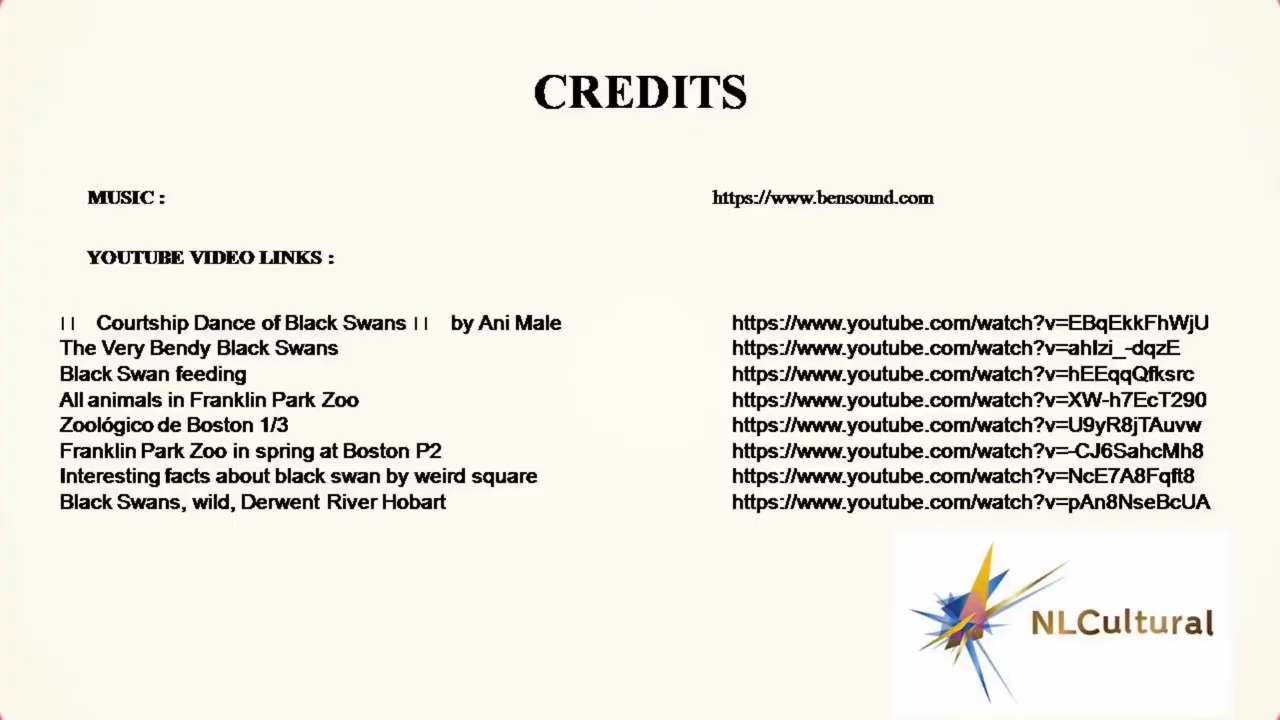 CREDITS
MUSIC : https://www.bensound.com
YOUTUBE VIDEO LINKS :
|| Courtship Dance of Black Swans || by Ani Male https://www.youtube.com/watch?v=EBqEkkFhWjU
The Very Bendy Black Swans https://www.youtube.com/watch?v=ahIzi_-dqzE
Black Swan feeding https://www.youtube.com/watch?v=hEEqqQfksrc
All animals in Franklin Park Zoo https://www.youtube.com/watch?v=XW-h7EcT290
Zoológico de Boston 1/3 https://www.youtube.com/watch?v=U9yR8jTAuvw
Franklin Park Zoo in spring at Boston P2 https://www.youtube.com/watch?v=-CJ6SahcMh8
Interesting facts about black swan by weird square https://www.youtube.com/watch?v=NcE7A8Fqft8
Black Swans, wild, Derwent River Hobart https://www.youtube.com/watch?v=pAn8NseBcUA
NLCultural